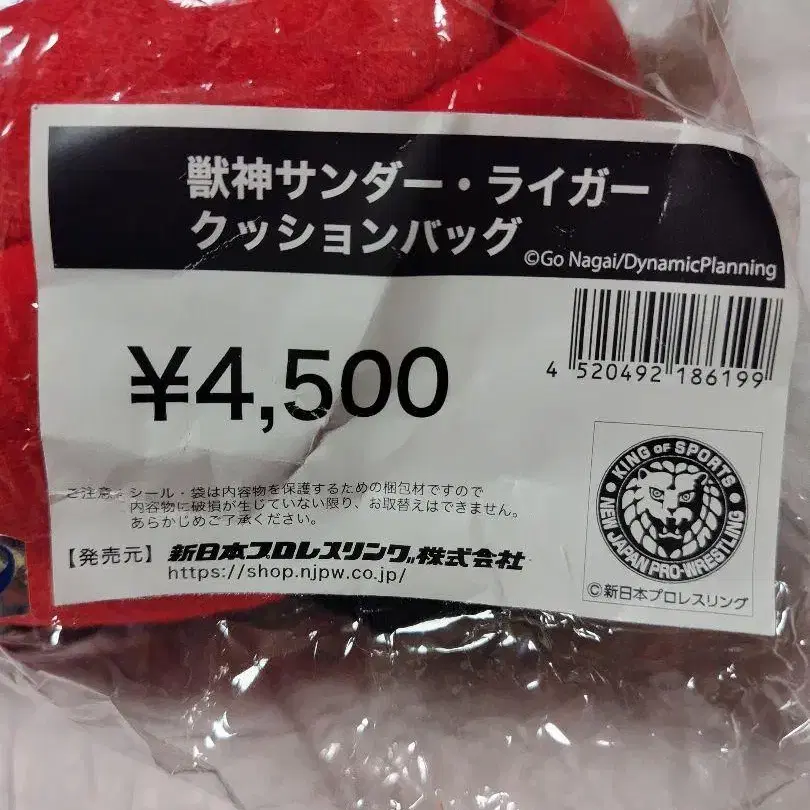 獣神サンダー・ライガー
クッションバッグ
©Go Nagai/DynamicPlanning
¥4,500
4 520492 186199
ご注意：シール・袋は内容物を保護するための梱包材ですので
内容物に破損が生じていない限り、お取替えはできません。
あらかじめご了承ください。
【発売元】新日本プロレスリング株式会社
https://shop.njpw.co.jp/
KING OF SPORTS
NEW JAPAN PRO-WRESTLING
©新日本プロレスリング